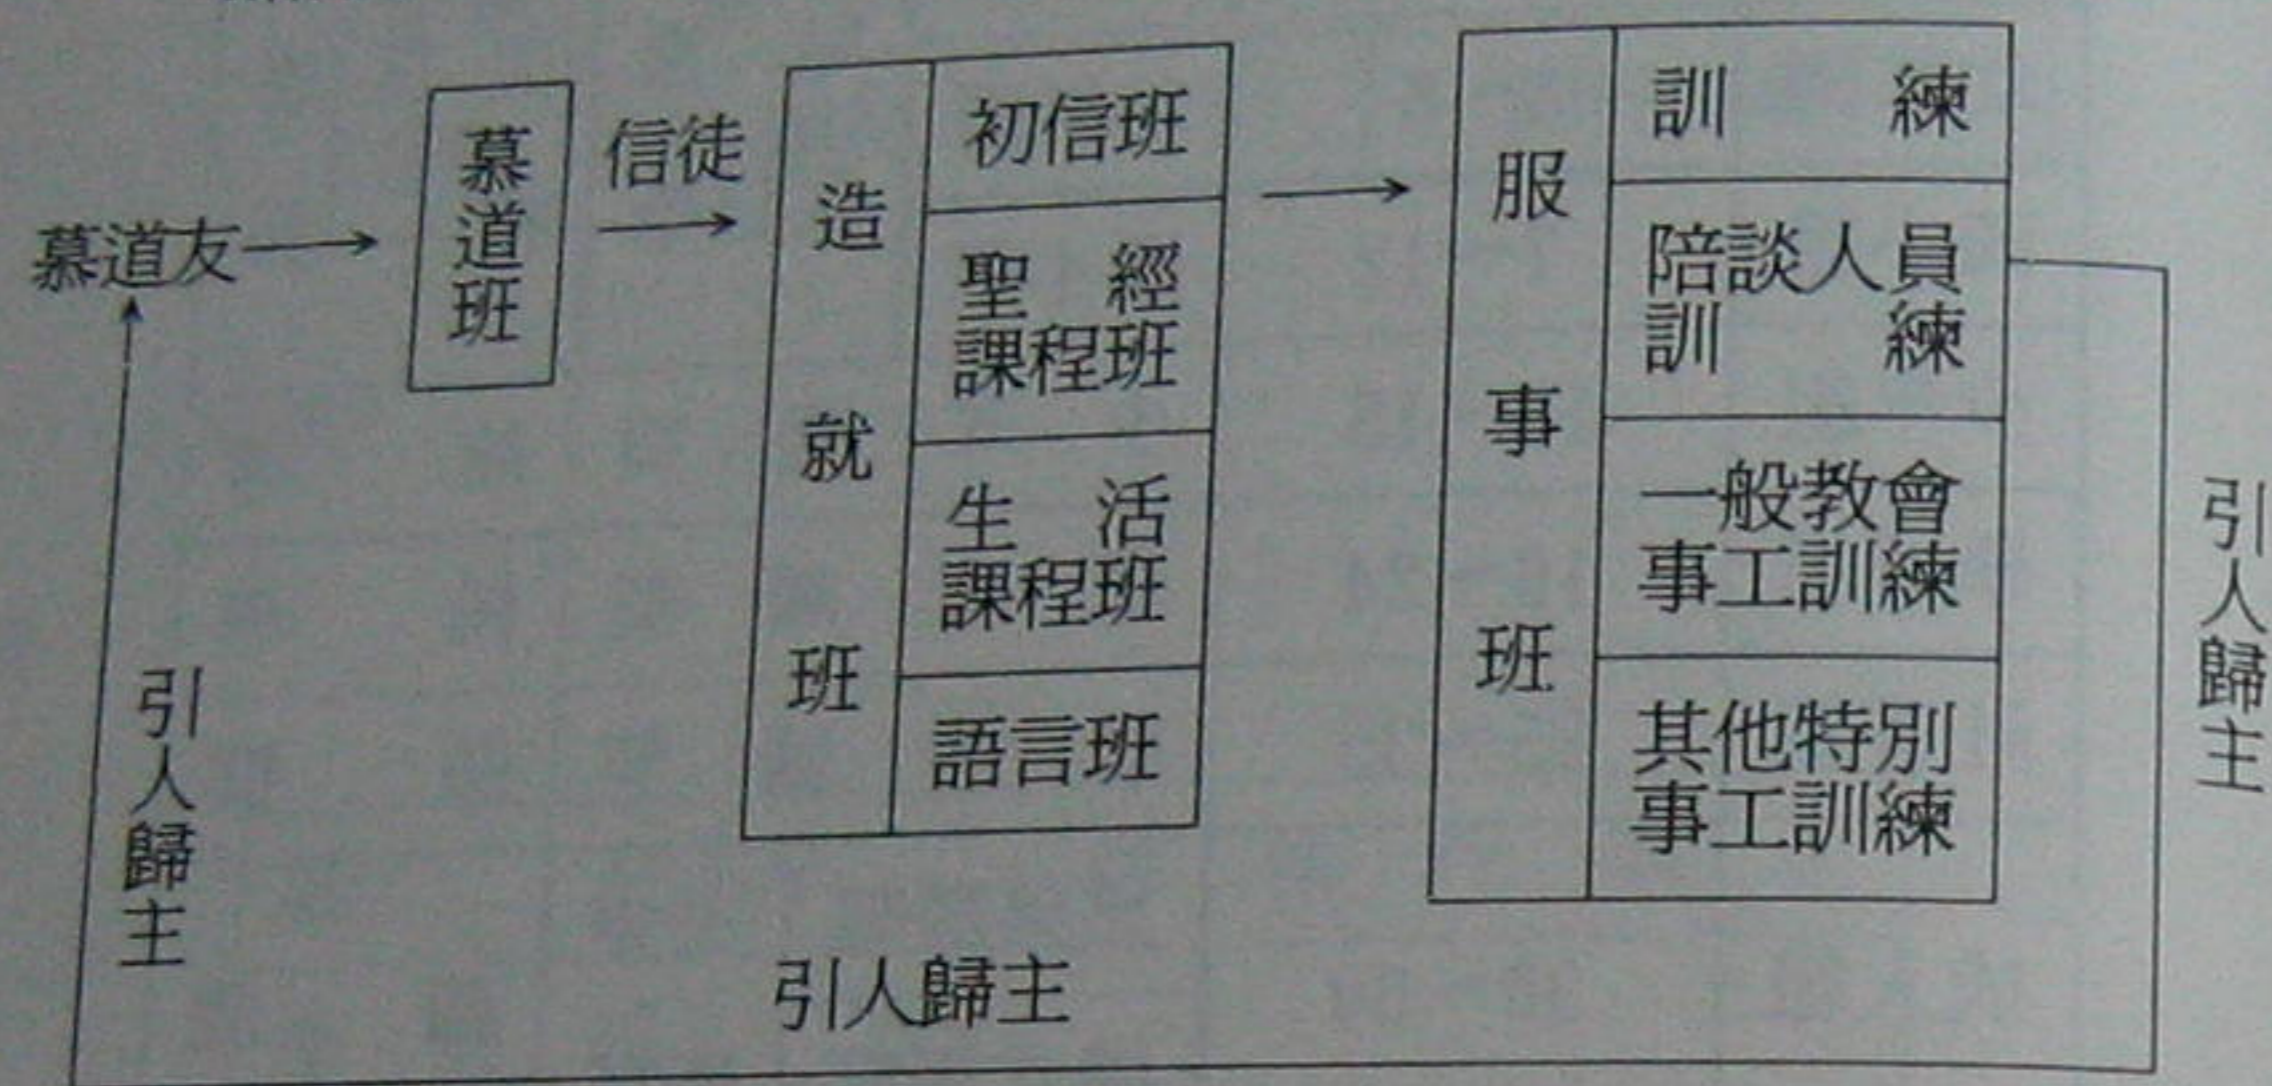 慕道友
慕道班
信徒
造就班
初信班
聖經
課程班
生活
課程班
語言班
服事班
訓練
陪談人員
訓練
一般教會
事工訓練
其他特別
事工訓練
引人歸主
引人歸主
引人歸主